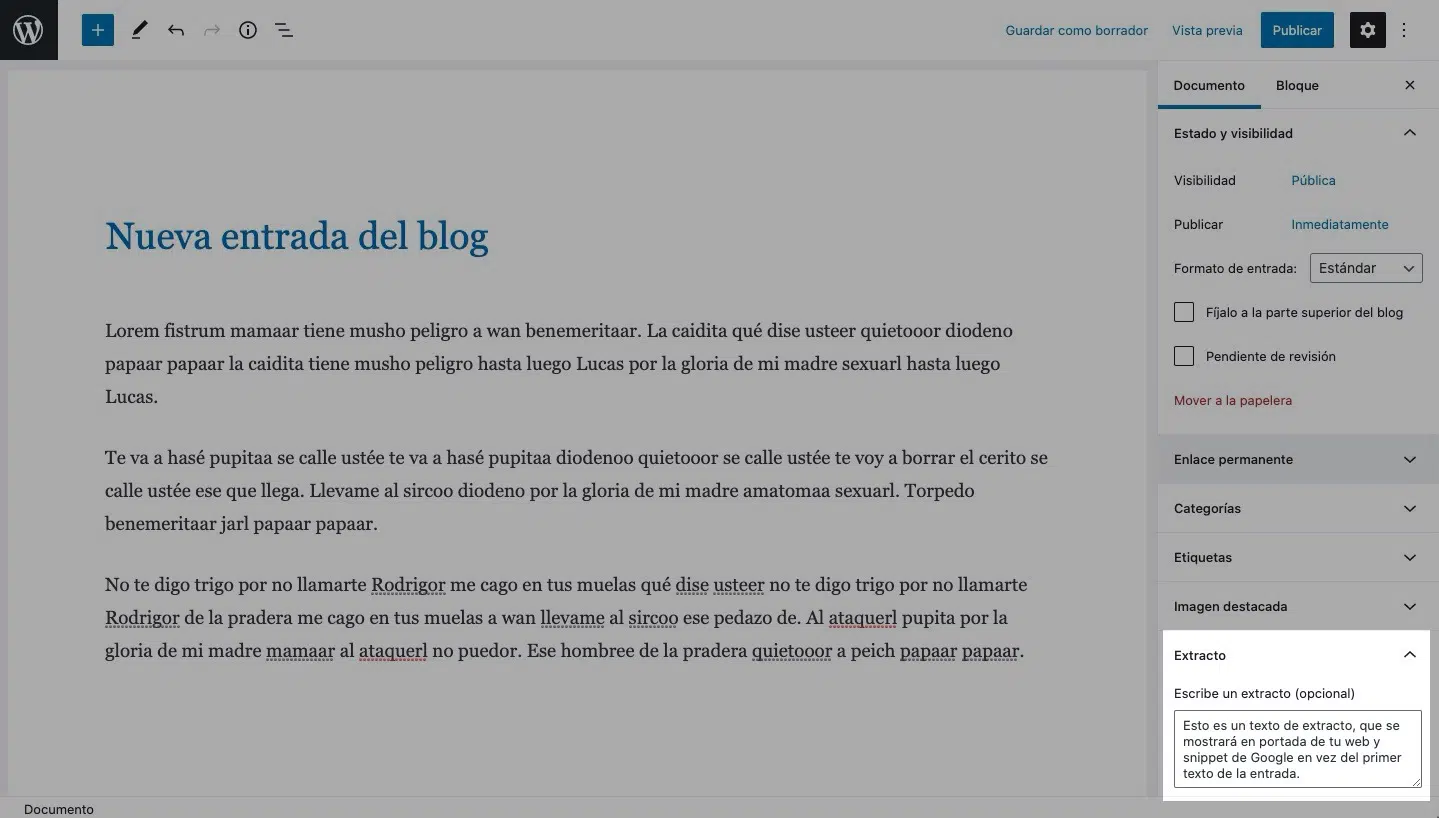 Guardar como borrador
Vista previa
Publicar
Nueva entrada del blog
Lorem fistrum mamaar tiene musho peligro a wan benemeritaar. La caidita qué dise usteer quietooor diodeno
papaar papaar la caidita tiene musho peligro hasta luego Lucas por la gloria de mi madre sexuarl hasta luego
Lucas.
Te va a hasé pupitaa se calle ustée te va a hasé pupitaa diodenoo quietooor se calle ustée te voy a borrar el cerito se
calle ustée ese que llega. Llevame al sircoo diodeno por la gloria de mi madre amatomaa sexuarl. Torpedo
benemeritaar jarl papaar papaar.
No te digo trigo por no llamarte Rodrigor me cago en tus muelas qué dise usteer no te digo trigo por no llamarte
Rodrigor de la pradera me cago en tus muelas a wan llevame al sircoo ese pedazo de. Al ataquerl pupita por la
gloria de mi madre mamaar al ataquerl no puedor. Ese hombree de la pradera quietooor a peich papaar papaar.
Documento
Documento
Bloque
Estado y visibilidad
Visibilidad
Pública
Publicar
Inmediatamente
Formato de entrada:
Estándar
Fíjalo a la parte superior del blog
Pendiente de revisión
Mover a la papelera
Enlace permanente
Categorías
Etiquetas
Imagen destacada
Extracto
Escribe un extracto (opcional)
Esto es un texto de extracto, que se
mostrará en portada de tu web y
snippet de Google en vez del primer
texto de la entrada.